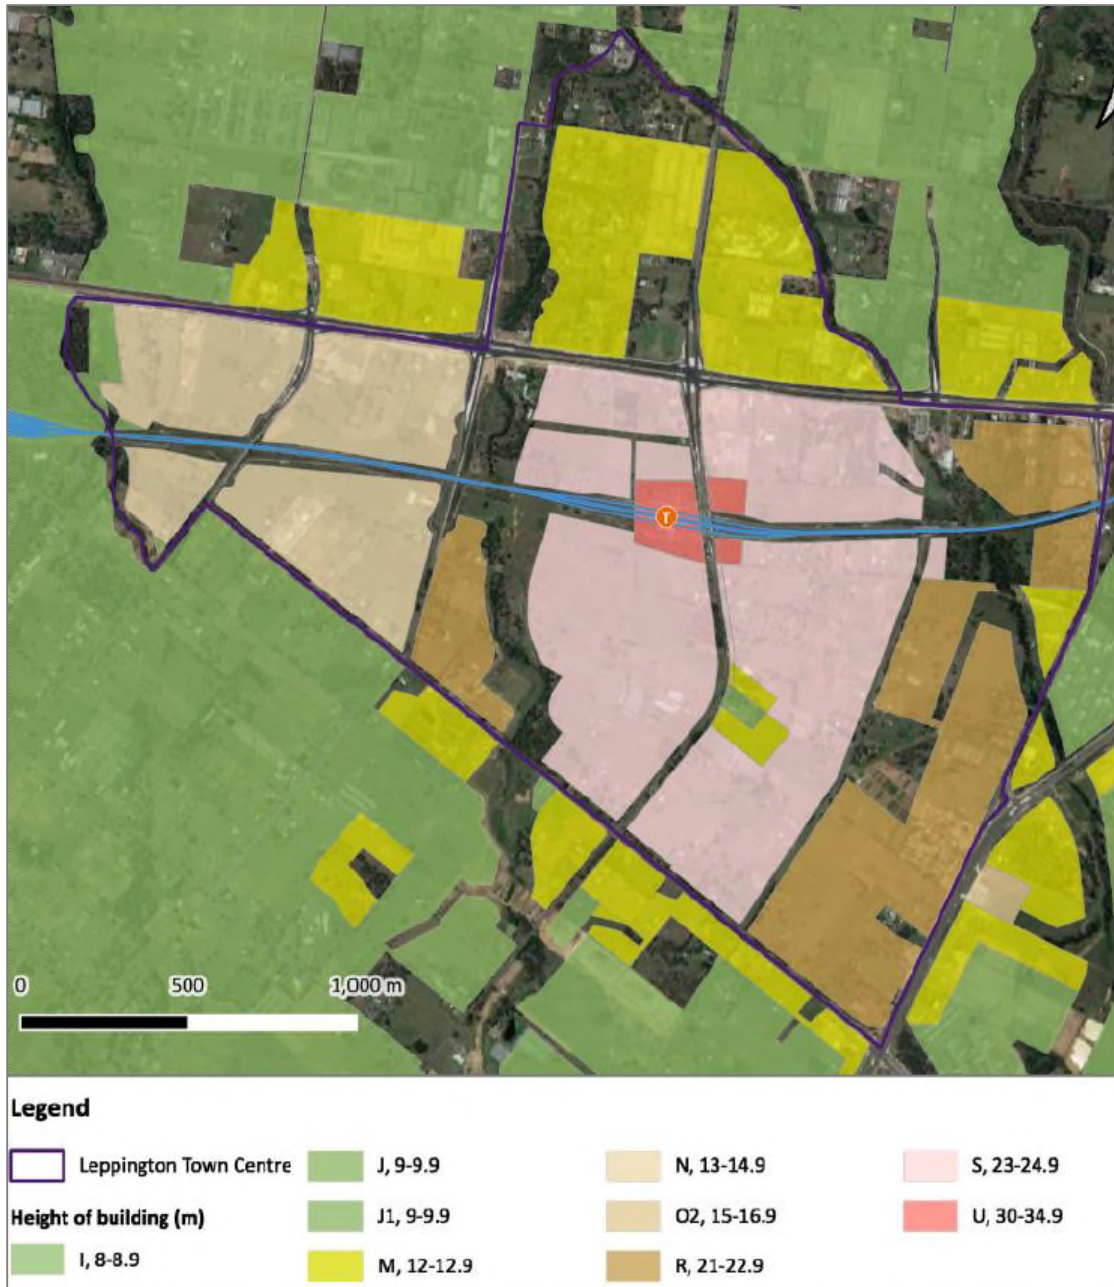 T
0 500 1,000 m
Legend
Leppington Town Centre
Height of building (m)
I, 8-8.9
J, 9-9.9
J1, 9-9.9
M, 12-12.9
N, 13-14.9
O2, 15-16.9
R, 21-22.9
S, 23-24.9
U, 30-34.9